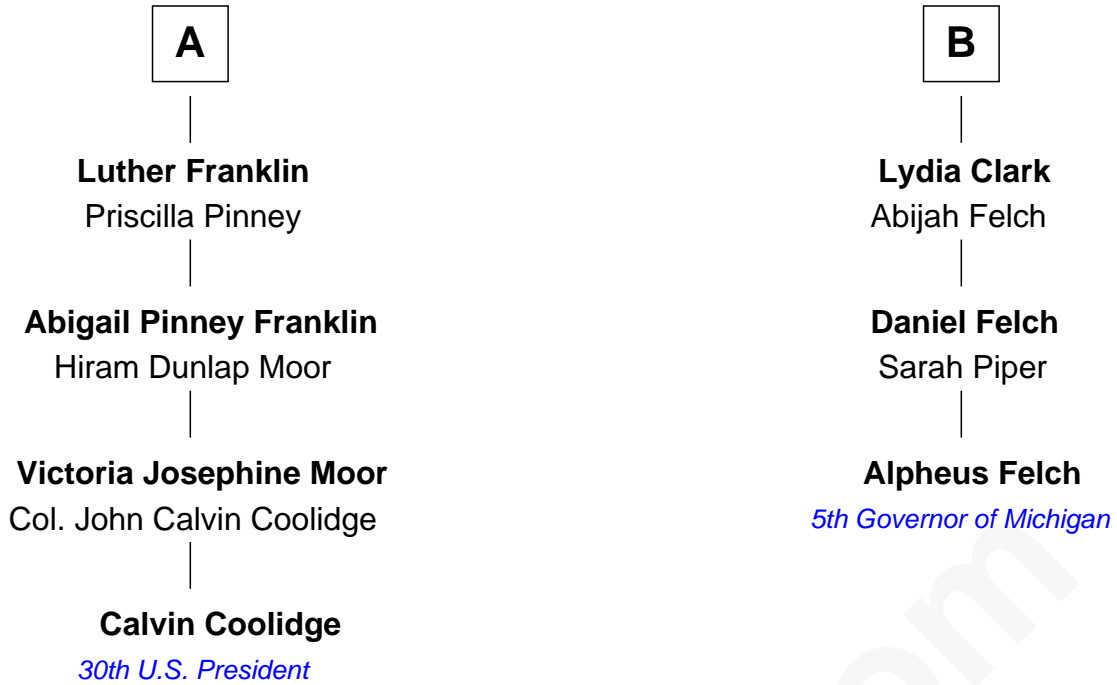 A
Luther Franklin
Priscilla Pinney
Abigail Pinney Franklin
Hiram Dunlap Moor
Victoria Josephine Moor
Col. John Calvin Coolidge
Calvin Coolidge
30th U.S. President
B
Lydia Clark
Abijah Felch
Daniel Felch
Sarah Piper
Alpheus Felch
5th Governor of Michigan
om